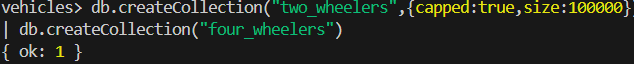 vehicles> db.createCollection("two_wheelers",{capped:true,size:100000}
| db.createCollection("four_wheelers")
{ ok: 1 }